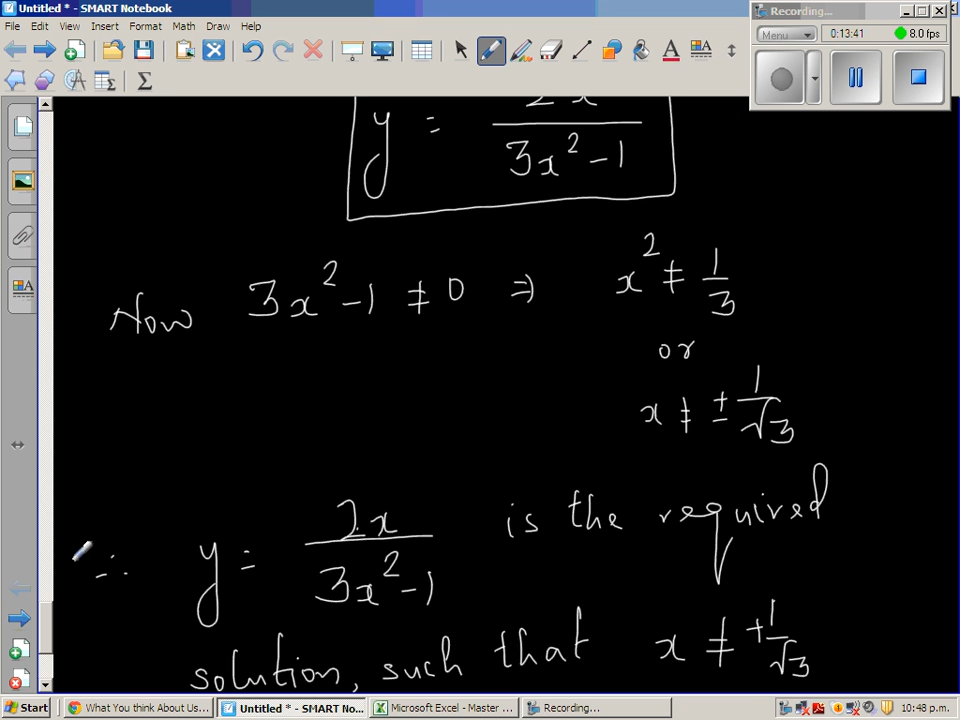 Untitled * - SMART Notebook
Recording...
File Edit View Insert Format Math Draw Help
Menu
0:13:41
8.0 fps
y = 2x / (3x² - 1)
Now 3x² - 1 ≠ 0 ⇒ x² ≠ 1/3
or
x ≠ ± 1/√3
∴ y = 2x / (3x² - 1) is the required
solution, such that x ≠ ± 1/√3
Start
What You think About Us...
Untitled * - SMART No...
Microsoft Excel - Master ...
Recording...
10:48 p.m.